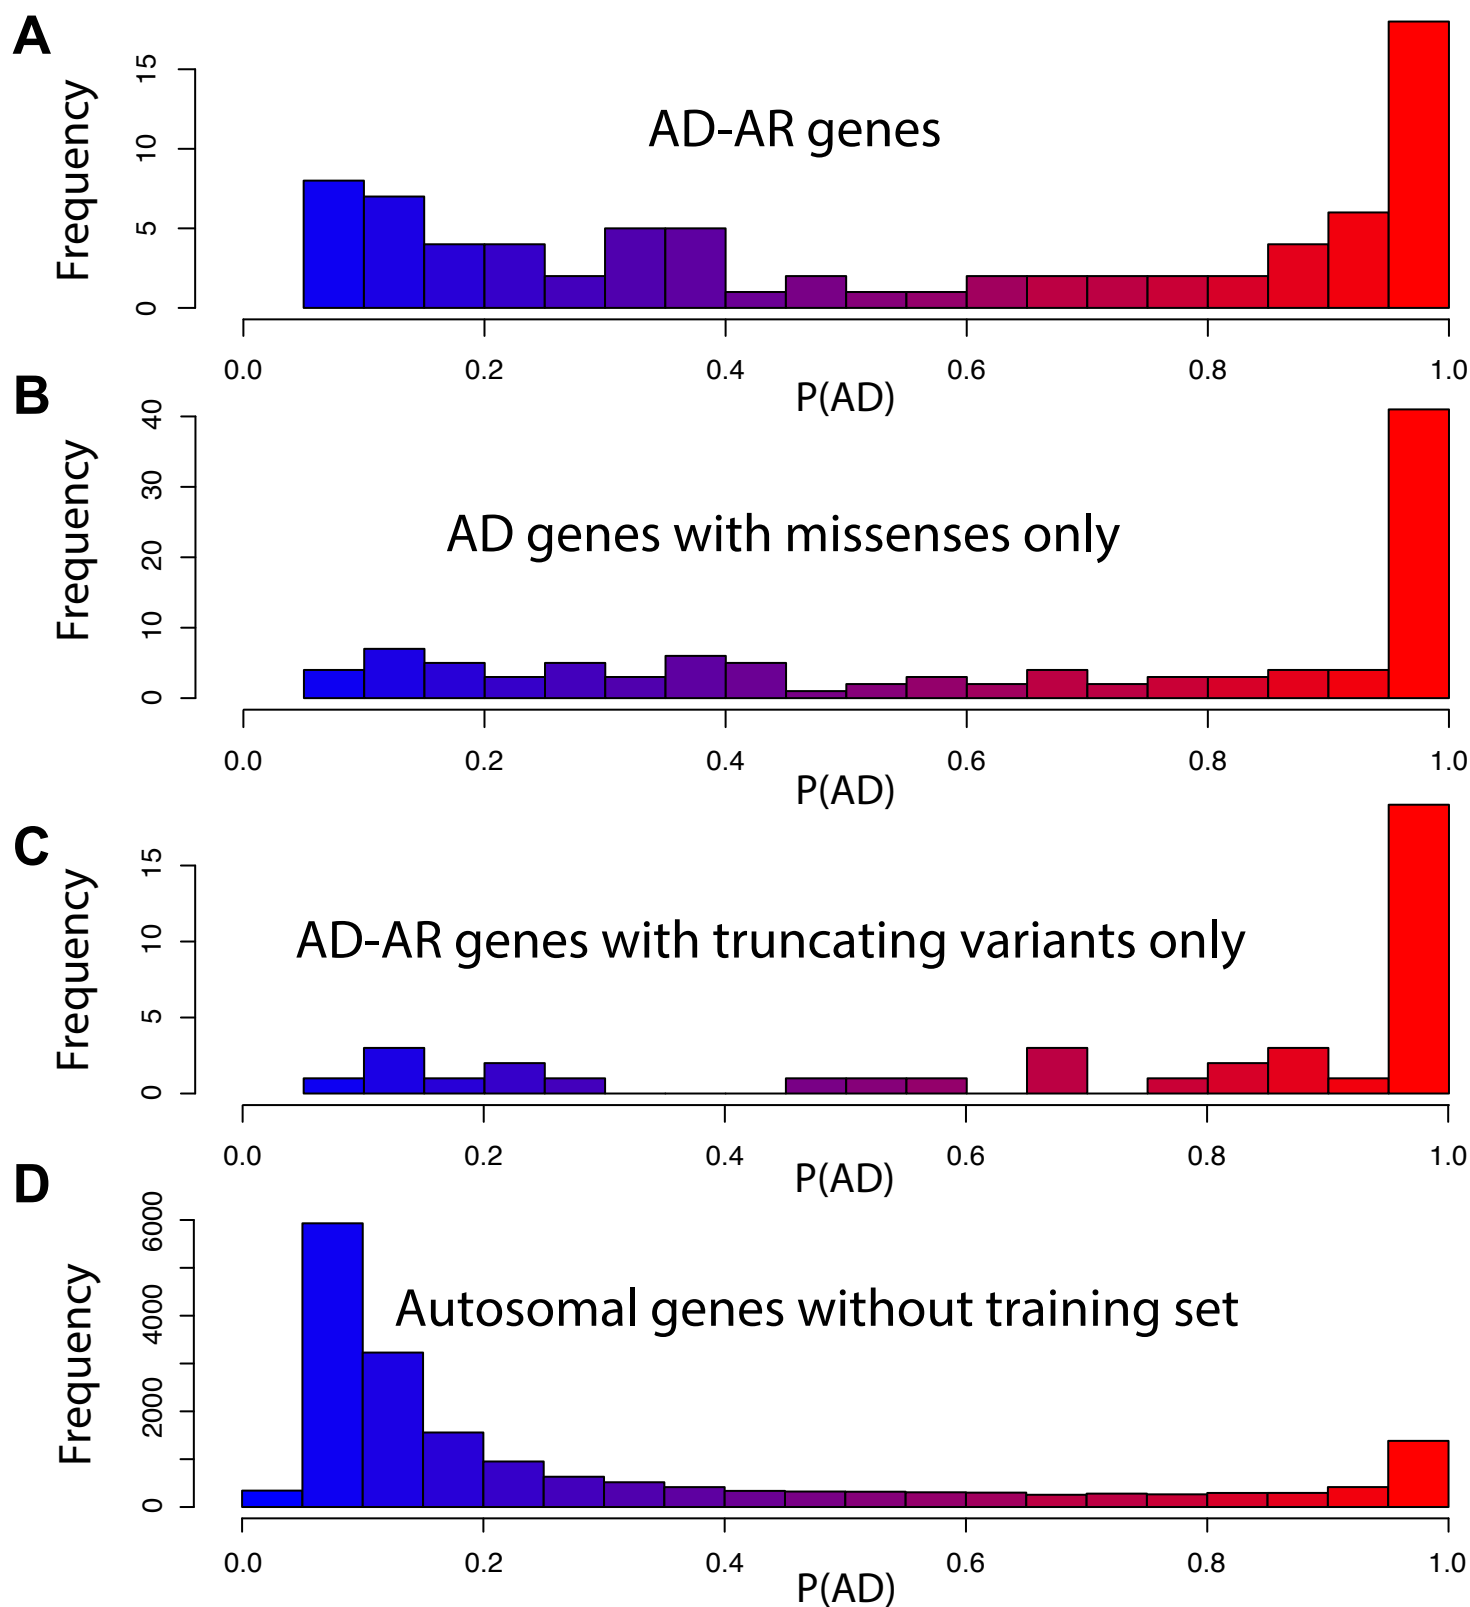 A
Frequency
0 5 10 15
AD-AR genes
0.0 0.2 0.4 0.6 0.8 1.0
P(AD)
B
Frequency
0 10 20 30 40
AD genes with missenses only
0.0 0.2 0.4 0.6 0.8 1.0
P(AD)
C
Frequency
0 5 10 15
AD-AR genes with truncating variants only
0.0 0.2 0.4 0.6 0.8 1.0
P(AD)
D
Frequency
0 2000 4000 6000
Autosomal genes without training set
0.0 0.2 0.4 0.6 0.8 1.0
P(AD)